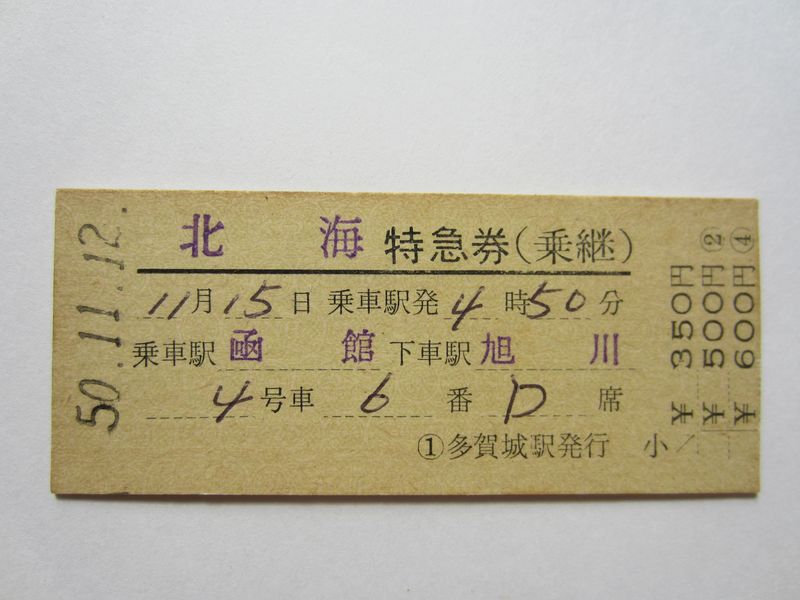 北海 特急券(乗継)
11月15日 乗車駅発 4時50分
乗車駅 函館 下車駅 旭川
4号車 6番 D席
①多賀城駅発行 小
50.11.12.
¥350円
¥500円②
¥600円④